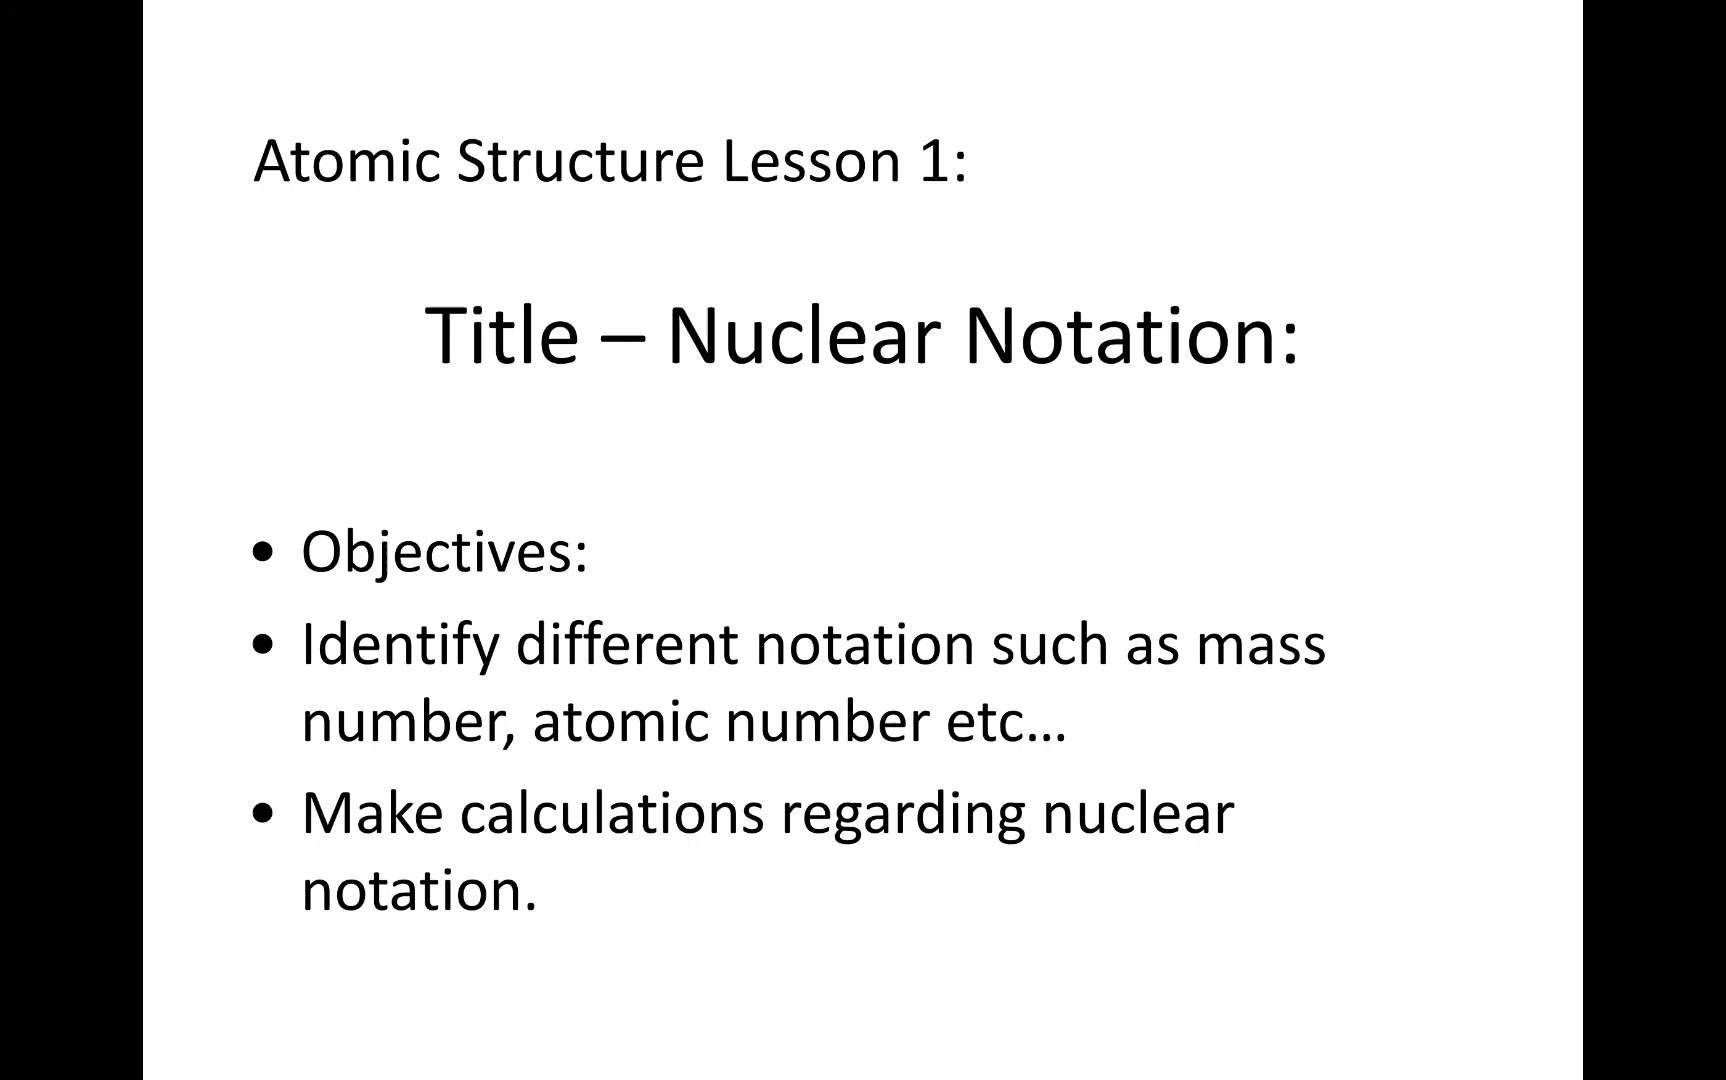 Atomic Structure Lesson 1:
Title – Nuclear Notation:
• Objectives:
• Identify different notation such as mass
number, atomic number etc…
• Make calculations regarding nuclear
notation.